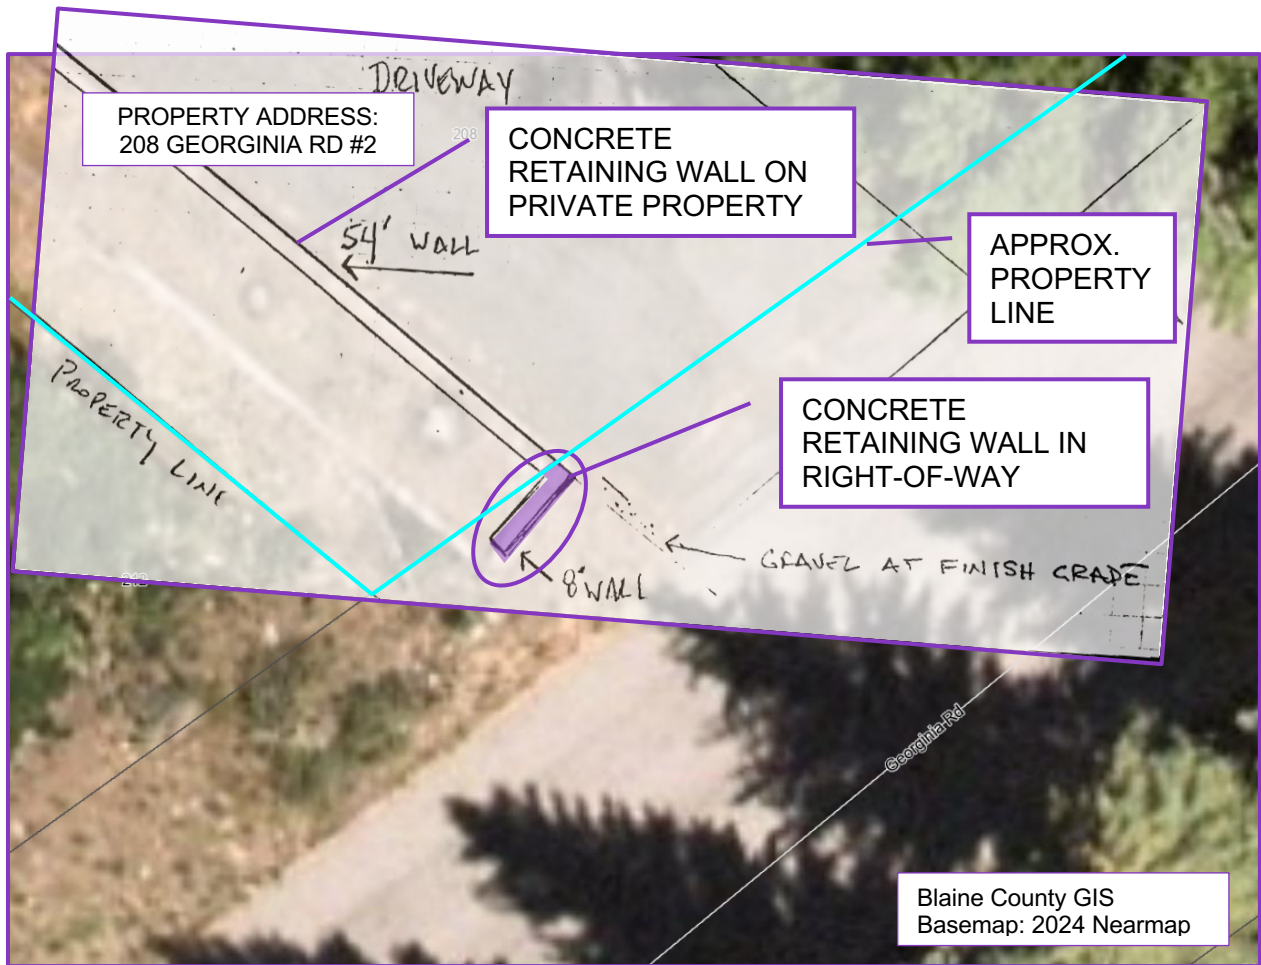 DRIVEWAY
PROPERTY ADDRESS:
208 GEORGINIA RD #2
208
CONCRETE
RETAINING WALL ON
PRIVATE PROPERTY
54' WALL
APPROX.
PROPERTY
LINE
PROPERTY LINE
CONCRETE
RETAINING WALL IN
RIGHT-OF-WAY
GRAVEL AT FINISH GRADE
8' WALL
212
Georginia Rd
Blaine County GIS
Basemap: 2024 Nearmap